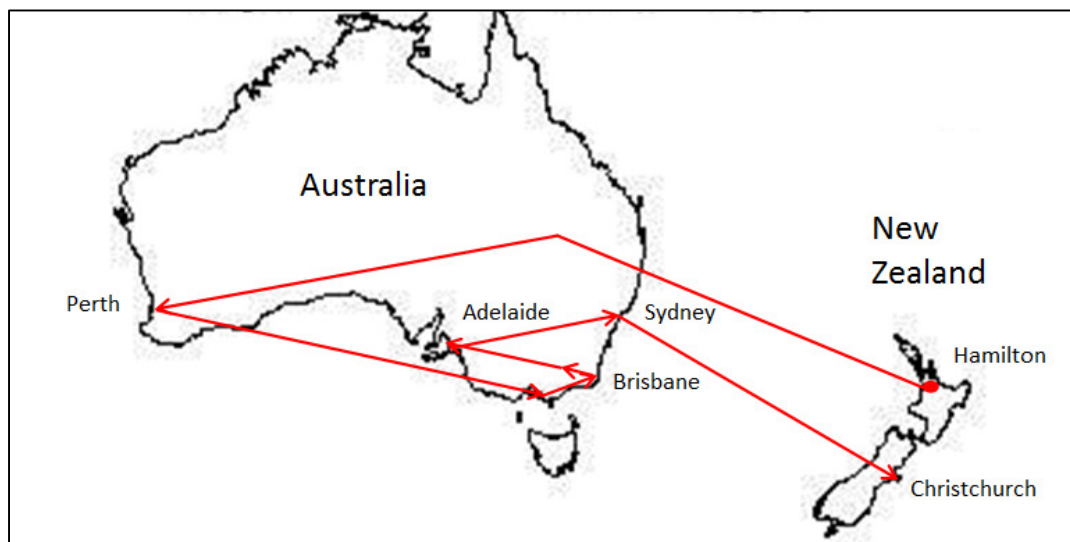 Australia
New
Zealand
Perth
Adelaide
Sydney
Hamilton
Brisbane
Christchurch